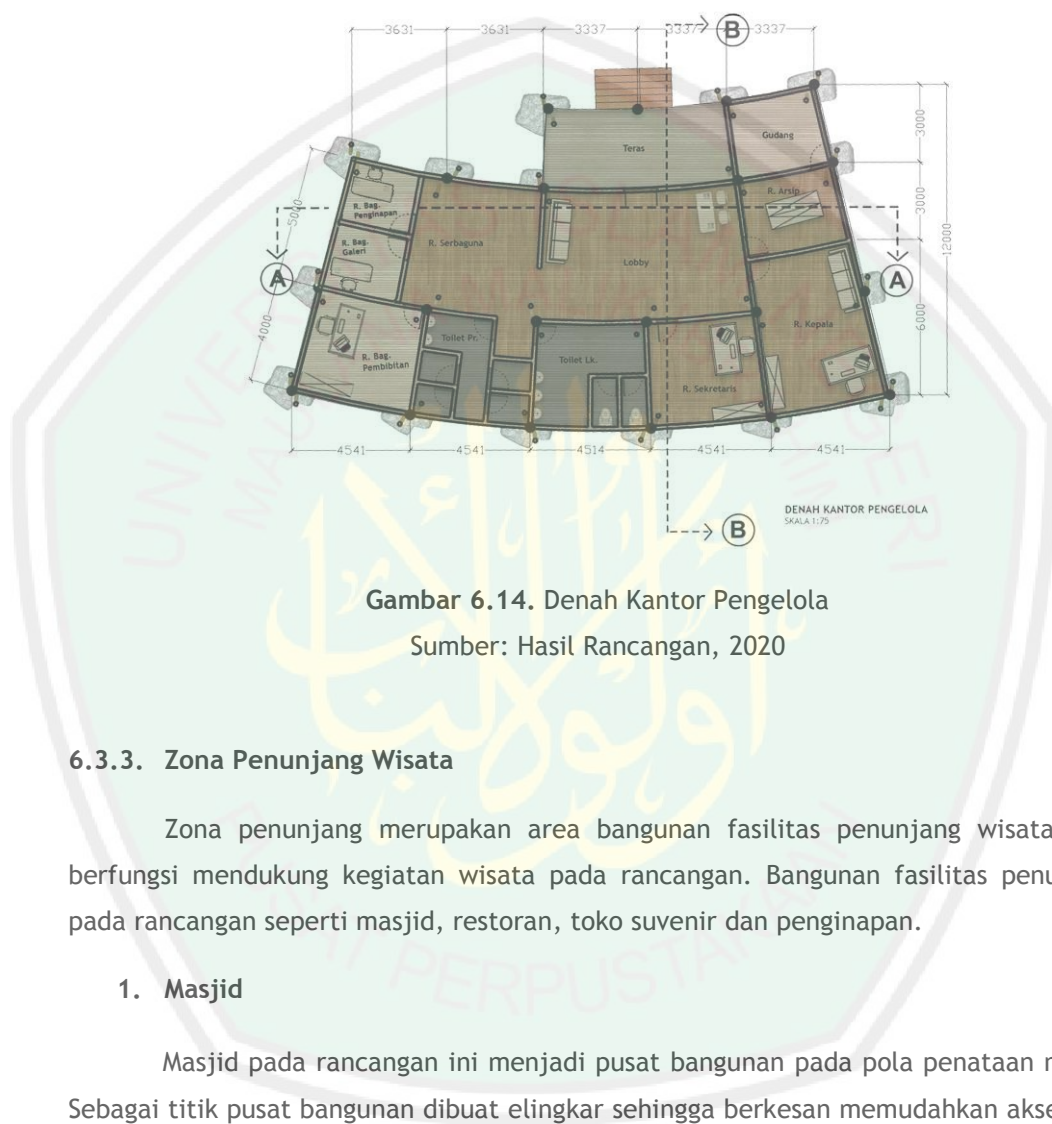 3631 3631 3337 3337 B 3337
Teras
Gudang
3000
R. Bag.
Penginapan
R. Arsip
5000
3000
12000
R. Bag.
Galeri
R. Serbaguna
Lobby
A
A
R. Kepala
6000
4000
R. Bag.
Pembibitan
Toilet Pr.
Toilet Lk.
R. Sekretaris
4541 4541 4514 4541 4541
DENAH KANTOR PENGELOLA
SKALA 1:75
B
Gambar 6.14. Denah Kantor Pengelola
Sumber: Hasil Rancangan, 2020
6.3.3. Zona Penunjang Wisata
Zona penunjang merupakan area bangunan fasilitas penunjang wisata
berfungsi mendukung kegiatan wisata pada rancangan. Bangunan fasilitas penu
pada rancangan seperti masjid, restoran, toko suvenir dan penginapan.
1. Masjid
Masjid pada rancangan ini menjadi pusat bangunan pada pola penataan
Sebagai titik pusat bangunan dibuat elingkar sehingga berkesan memudahkan akse
PERPUSTAKAAN